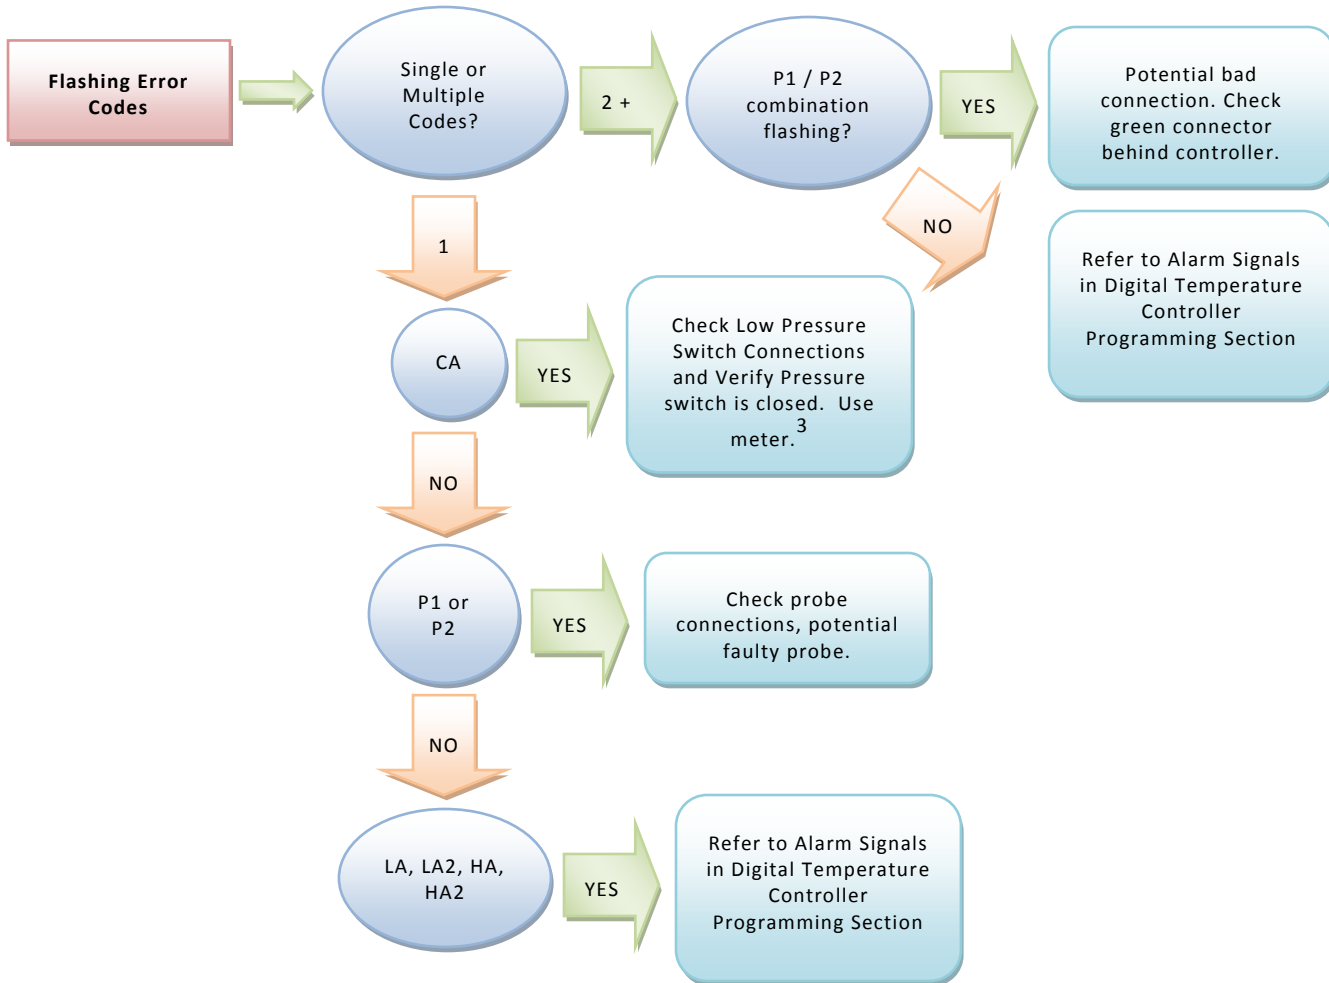 Flashing Error
Codes
Single or
Multiple
Codes?
2 +
P1 / P2
combination
flashing?
YES
Potential bad
connection. Check
green connector
behind controller.
NO
Refer to Alarm Signals
in Digital Temperature
Controller
Programming Section
1
CA
YES
Check Low Pressure
Switch Connections
and Verify Pressure
switch is closed. Use
meter.3
NO
P1 or
P2
YES
Check probe
connections, potential
faulty probe.
NO
LA, LA2, HA,
HA2
YES
Refer to Alarm Signals
in Digital Temperature
Controller
Programming Section